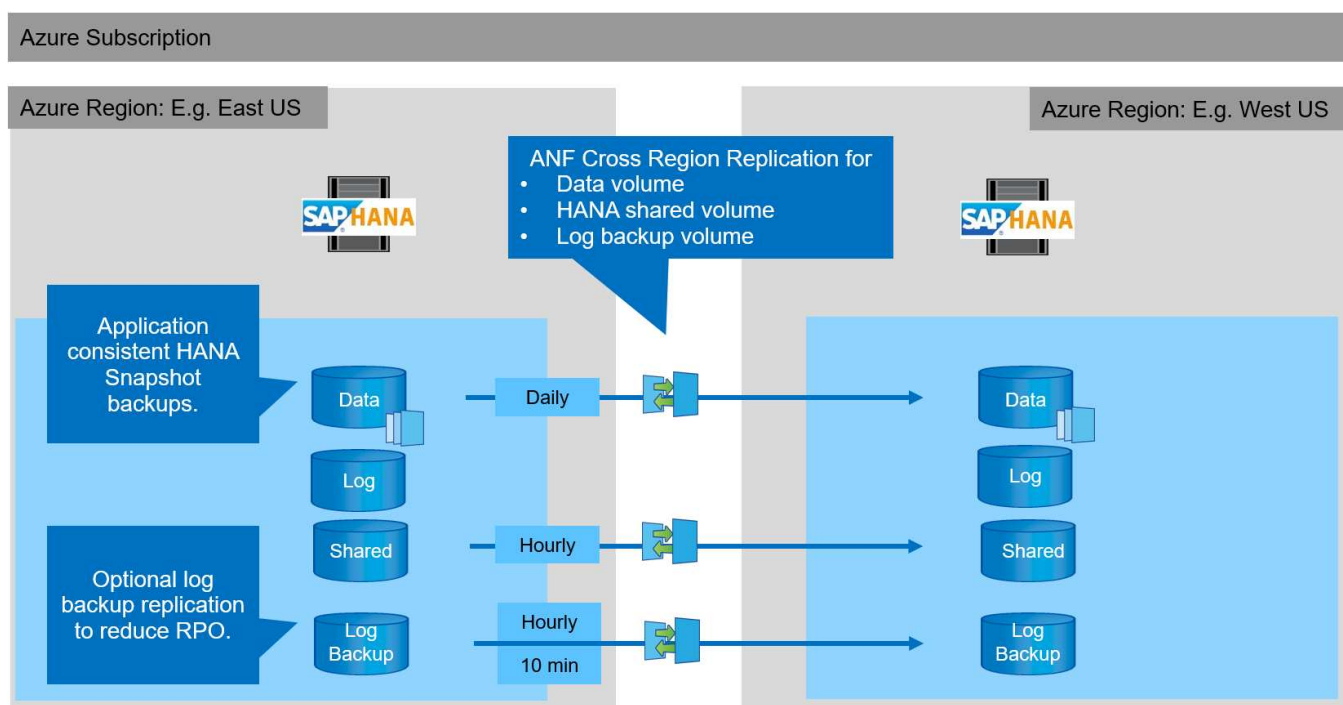 Azure Subscription
Azure Region: E.g. East US
Azure Region: E.g. West US
ANF Cross Region Replication for
• Data volume
• HANA shared volume
• Log backup volume
SAP HANA
SAP HANA
Application
consistent HANA
Snapshot
backups.
Data
Daily
Data
Log
Log
Shared
Hourly
Shared
Optional log
backup replication
to reduce RPO.
Log
Backup
Hourly
10 min
Log
Backup